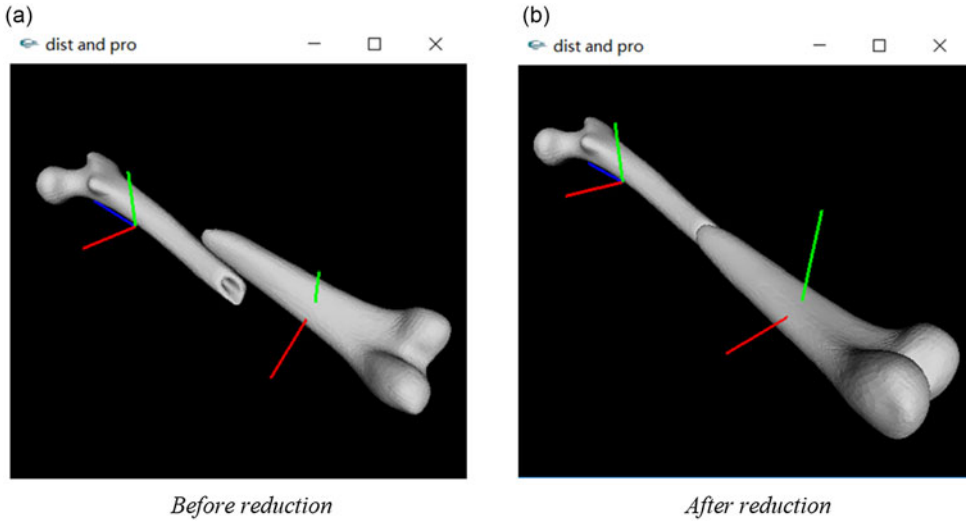 (a)
dist and pro
Before reduction
(b)
dist and pro
After reduction